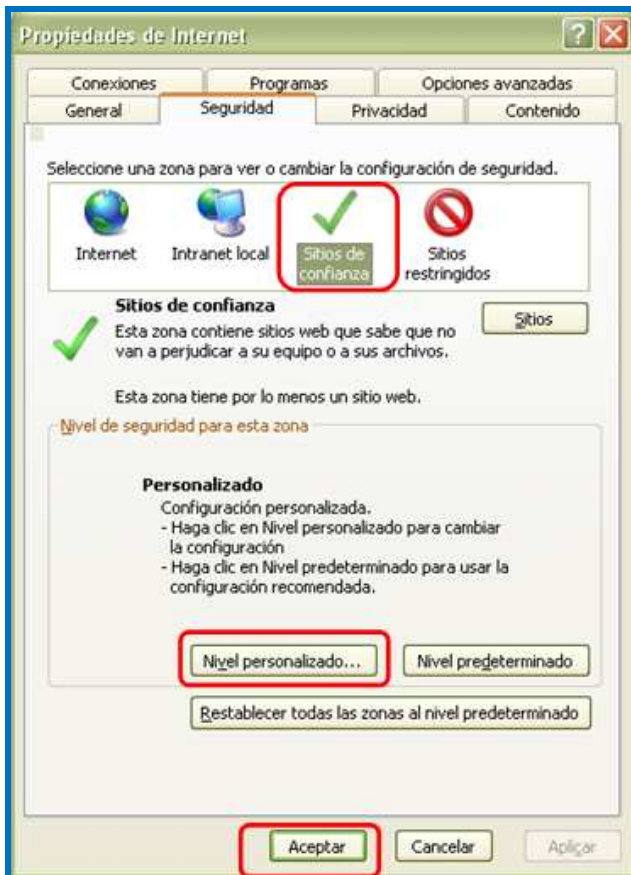 Propiedades de Internet
Conexiones Programas Opciones avanzadas
General Seguridad Privacidad Contenido
Seleccione una zona para ver o cambiar la configuración de seguridad.
Internet Intranet local Sitios de confianza Sitios restringidos
Sitios de confianza
Sitios
Esta zona contiene sitios web que sabe que no
van a perjudicar a su equipo o a sus archivos.
Esta zona tiene por lo menos un sitio web.
Nivel de seguridad para esta zona
Personalizado
Configuración personalizada.
- Haga clic en Nivel personalizado para cambiar
la configuración
- Haga clic en Nivel predeterminado para usar la
configuración recomendada.
Nivel personalizado... Nivel predeterminado
Restablecer todas las zonas al nivel predeterminado
Aceptar Cancelar Aplicar